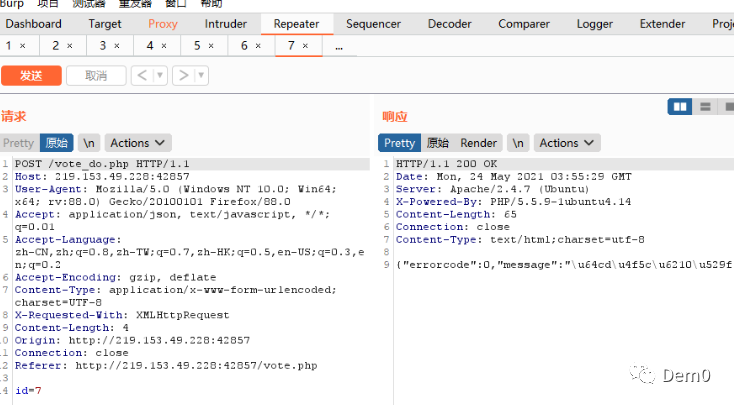 Burp 项目 测试器 重发器 窗口 帮助
Dashboard Target Proxy Intruder Repeater Sequencer Decoder Comparer Logger Extender
1 × 2 × 3 × 4 × 5 × 6 × 7 × ...
发送 取消 < >
请求
Pretty 原始 \n Actions
1 POST /vote_do.php HTTP/1.1
2 Host: 219.153.49.228:42857
3 User-Agent: Mozilla/5.0 (Windows NT 10.0; Win64;
x64; rv:88.0) Gecko/20100101 Firefox/88.0
4 Accept: application/json, text/javascript, */*;
q=0.01
5 Accept-Language:
zh-CN,zh;q=0.8,zh-TW;q=0.7,zh-HK;q=0.5,en-US;q=0.3,e
n;q=0.2
6 Accept-Encoding: gzip, deflate
7 Content-Type: application/x-www-form-urlencoded;
charset=UTF-8
8 X-Requested-With: XMLHttpRequest
9 Content-Length: 4
0 Origin: http://219.153.49.228:42857
1 Connection: close
2 Referer: http://219.153.49.228:42857/vote.php
3
4 id=7
响应
Pretty 原始 Render \n Actions
1 HTTP/1.1 200 OK
2 Date: Mon, 24 May 2021 03:55:29 GMT
3 Server: Apache/2.4.7 (Ubuntu)
4 X-Powered-By: PHP/5.5.9-1ubuntu4.14
5 Content-Length: 65
6 Connection: close
7 Content-Type: text/html;charset=utf-8
8
9 {"errorcode":0,"message":"\u64cd\u4f5c\u6210\u529f
Dem0